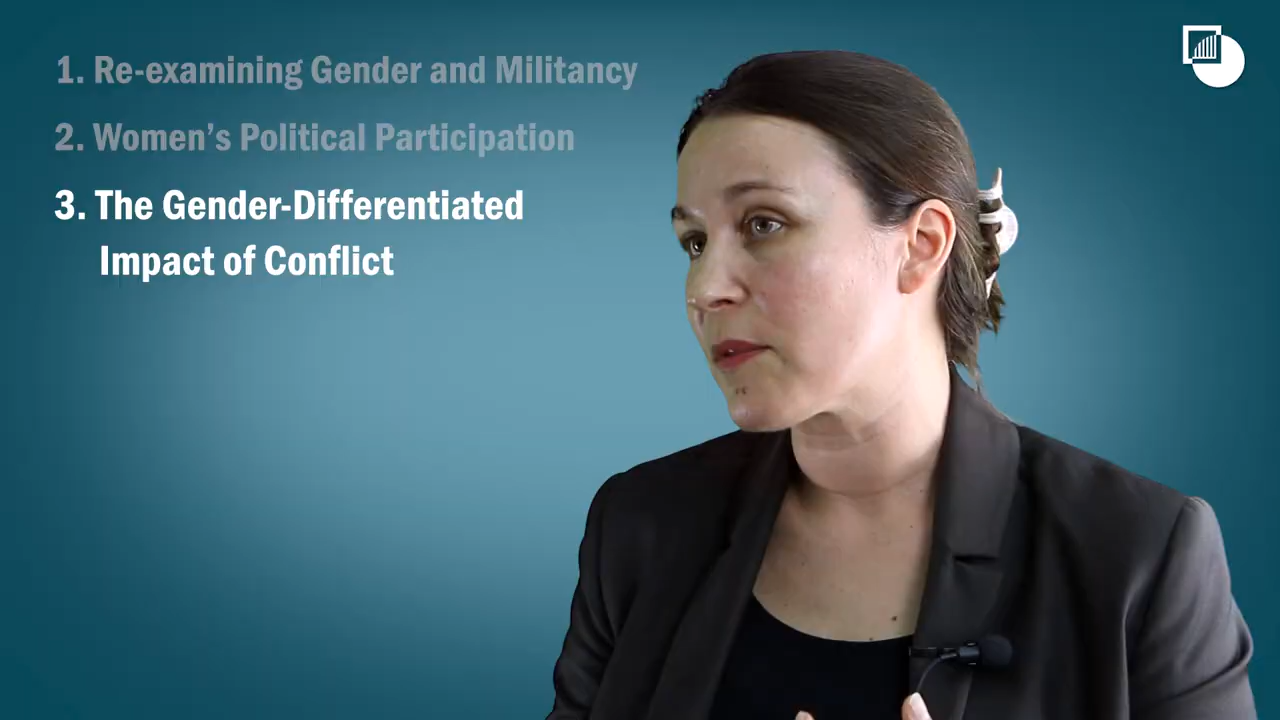 1. Re-examining Gender and Militancy
2. Women’s Political Participation
3. The Gender-Differentiated
Impact of Conflict